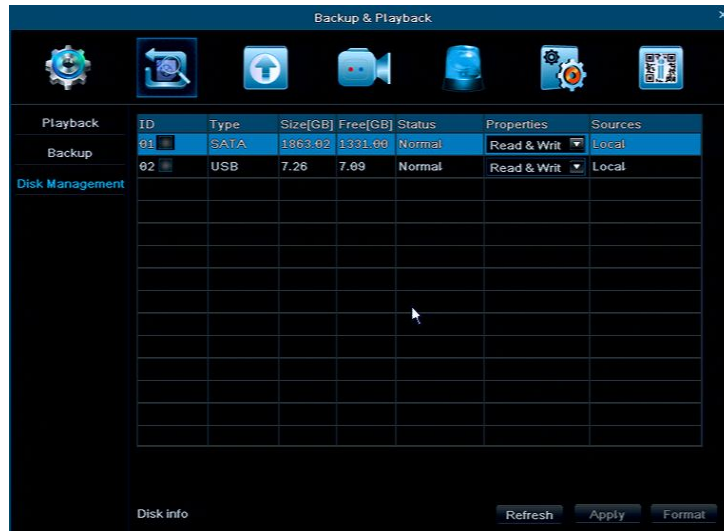 Backup & Playback
Playback
Backup
Disk Management
ID Type Size[GB] Free[GB] Status Properties Sources
01 SATA 1863.02 1331.00 Normal Read & Writ Local
02 USB 7.26 7.09 Normal Read & Writ Local
Disk info
Refresh Apply Format